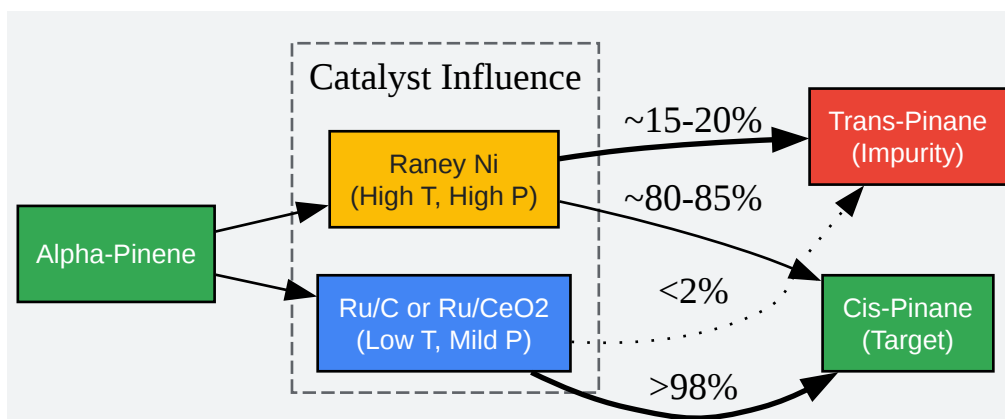 Catalyst Influence
Alpha-Pinene
Raney Ni
(High T, High P)
Ru/C or Ru/CeO2
(Low T, Mild P)
~15-20%
~80-85%
<2%
>98%
Trans-Pinane
(Impurity)
Cis-Pinane
(Target)